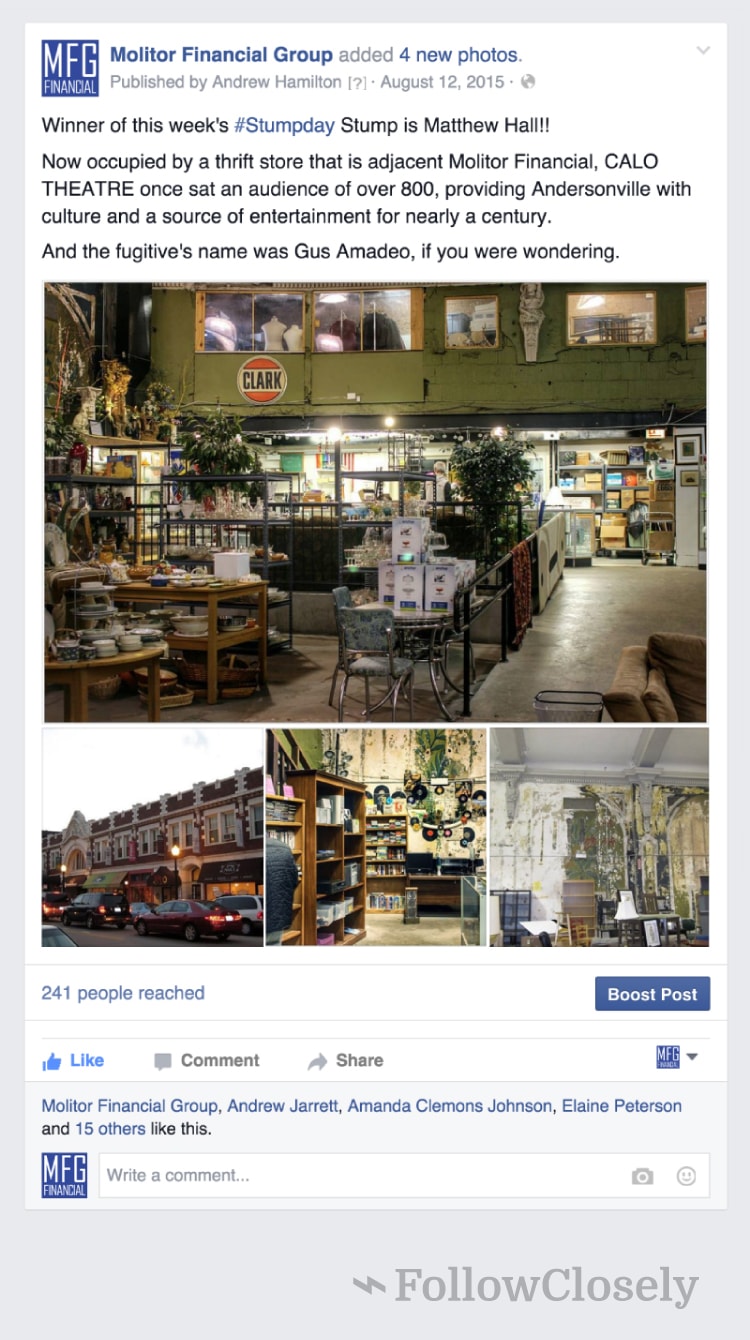 MFG
FINANCIAL
Molitor Financial Group added 4 new photos.
Published by Andrew Hamilton [?] · August 12, 2015 ·
Winner of this week's #Stumpday Stump is Matthew Hall!!
Now occupied by a thrift store that is adjacent Molitor Financial, CALO
THEATRE once sat an audience of over 800, providing Andersonville with
culture and a source of entertainment for nearly a century.
And the fugitive's name was Gus Amadeo, if you were wondering.
CLARK
241 people reached
Boost Post
Like
Comment
Share
MFG
FINANCIAL
Molitor Financial Group, Andrew Jarrett, Amanda Clemons Johnson, Elaine Peterson
and 15 others like this.
MFG
FINANCIAL
Write a comment...
FollowClosely